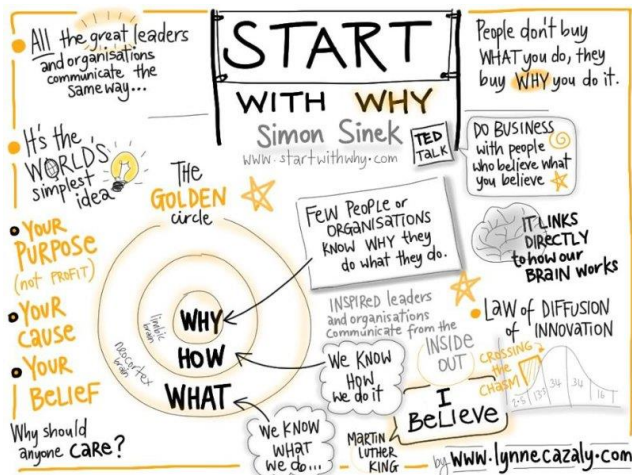 All the great leaders
and organisations
communicate the
same way...
START
WITH WHY
Simon Sinek
www.startwithwhy.com
TED
TALK
People don't buy
WHAT you do, they
buy WHY you do it.
It's the
WORLD'S
simplest
idea
DO BUSINESS
with people
who believe what
you believe
THE
GOLDEN
circle
FEW PEOPLE or
ORGANISATIONS
KNOW WHY they
do what they do.
IT LINKS
DIRECTLY
to how our
BRAIN works
YOUR
PURPOSE
(not PROFIT)
YOUR
CAUSE
YOUR
BELIEF
Why should
anyone CARE?
WHY
HOW
WHAT
limbic
brain
neocortex
brain
INSPIRED leaders
and organisations
communicate from the
INSIDE
OUT
We KNOW
HOW
we do it
We KNOW
WHAT
we do...
LAW of DIFFUSION
of INNOVATION
CROSSING
the
CHASM
2.5
34
34
16
I
BeLieve
MARTIN
LUTHER
KING
by www.lynnecazaly.com